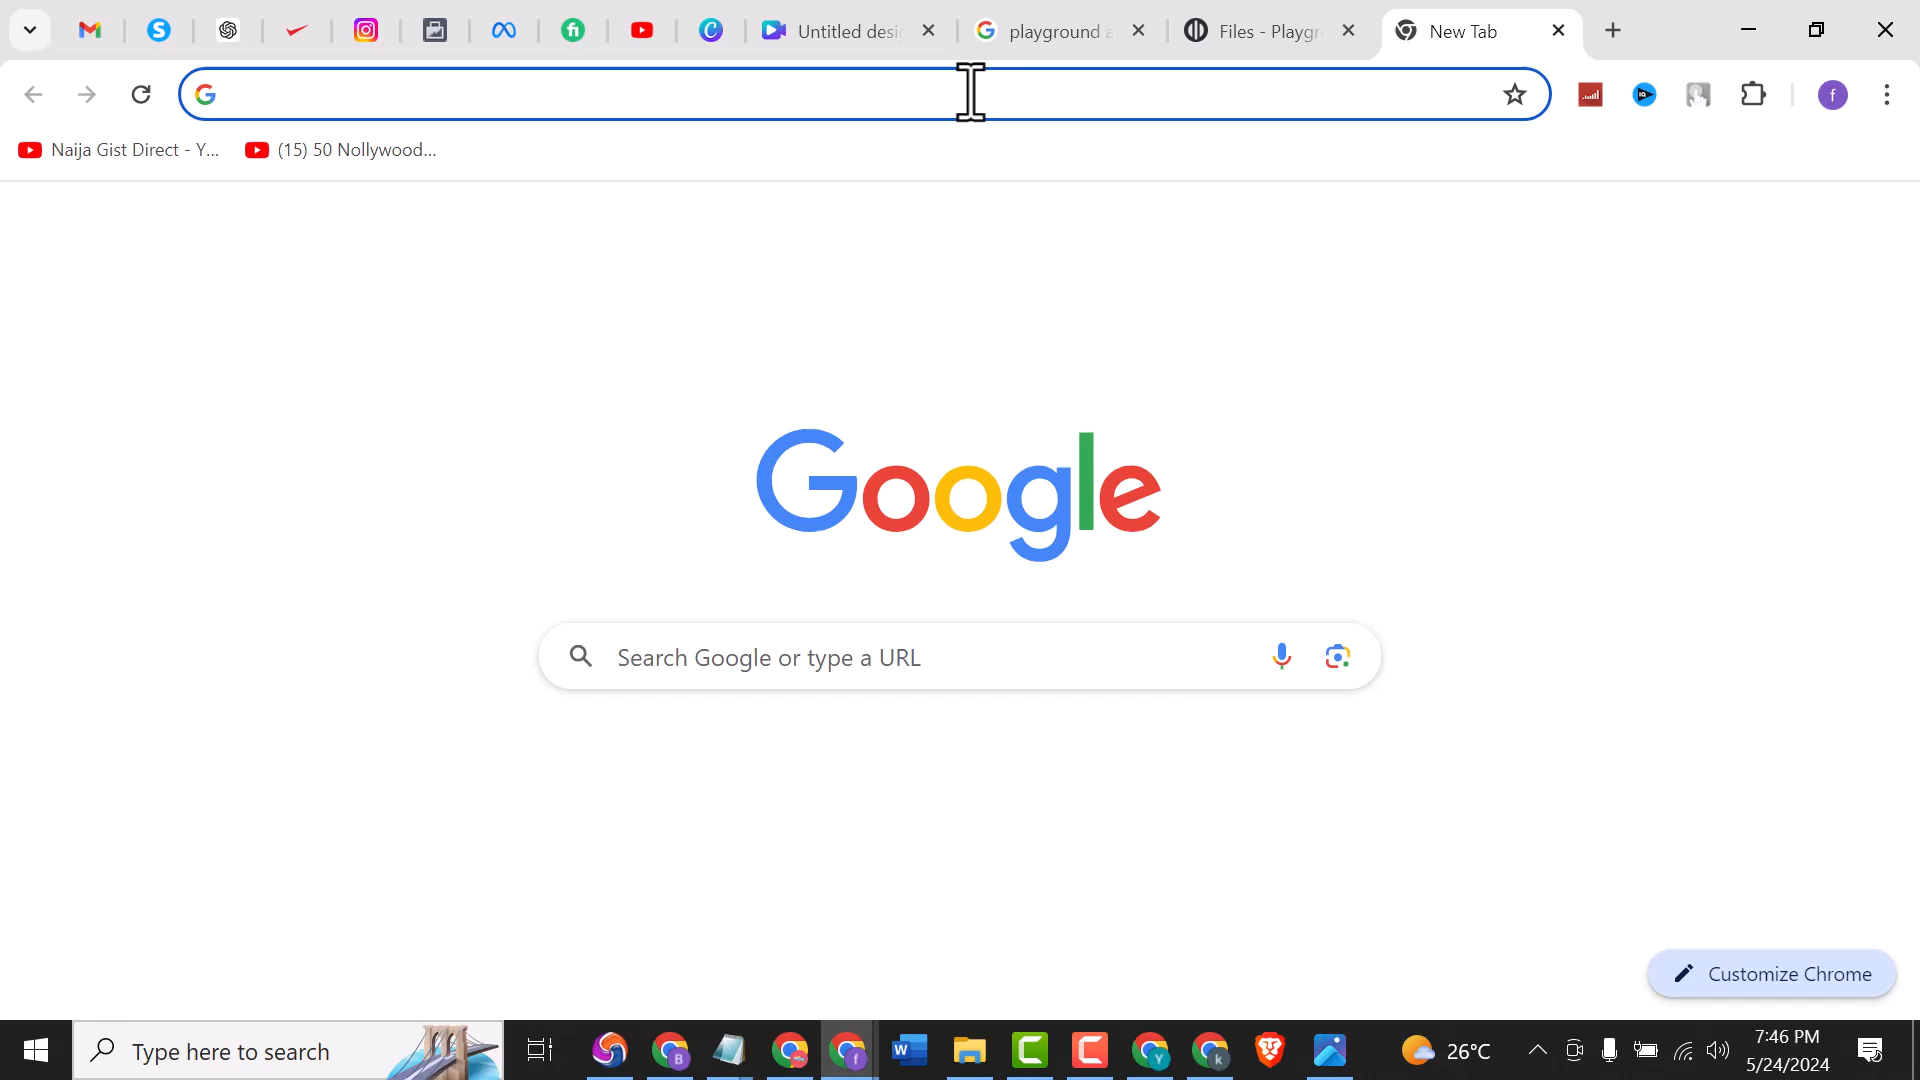 Untitled desi
playground a
Files - Playgr
New Tab
Naija Gist Direct - Y...
(15) 50 Nollywood...
Google
Search Google or type a URL
Customize Chrome
Type here to search
26°C
7:46 PM
5/24/2024